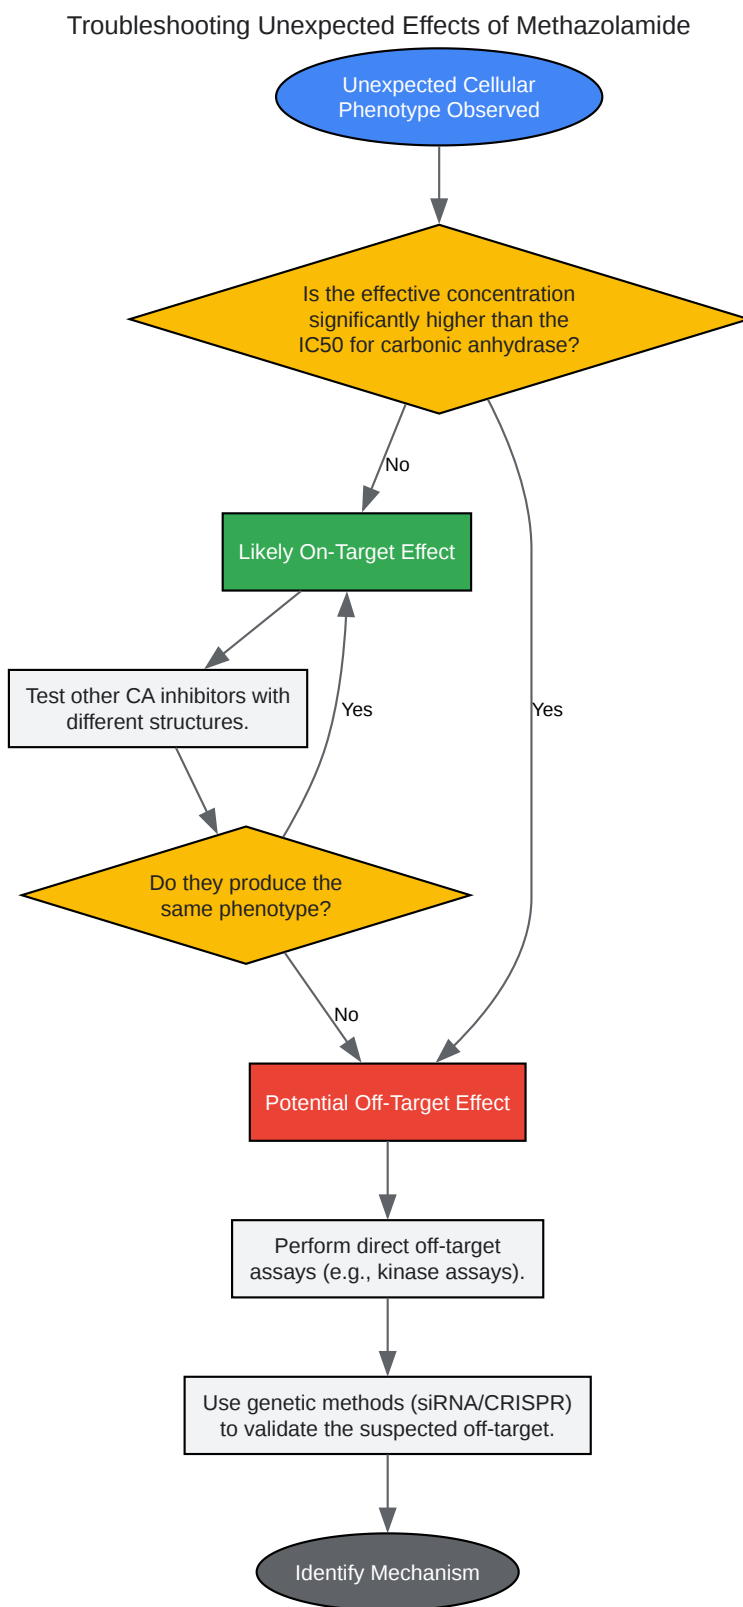 Troubleshooting Unexpected Effects of Methazolamide
Unexpected Cellular
Phenotype Observed
Is the effective concentration
significantly higher than the
IC50 for carbonic anhydrase?
No
Likely On-Target Effect
Test other CA inhibitors with
different structures.
Yes
Yes
Do they produce the
same phenotype?
No
Potential Off-Target Effect
Perform direct off-target
assays (e.g., kinase assays).
Use genetic methods (siRNA/CRISPR)
to validate the suspected off-target.
Identify Mechanism